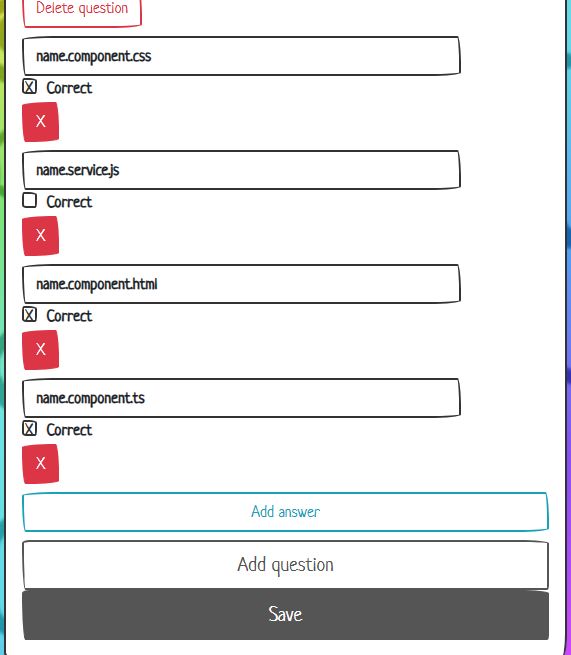 Delete question
name.component.css
Correct
X
name.service.js
Correct
X
name.component.html
Correct
X
name.component.ts
Correct
X
Add answer
Add question
Save